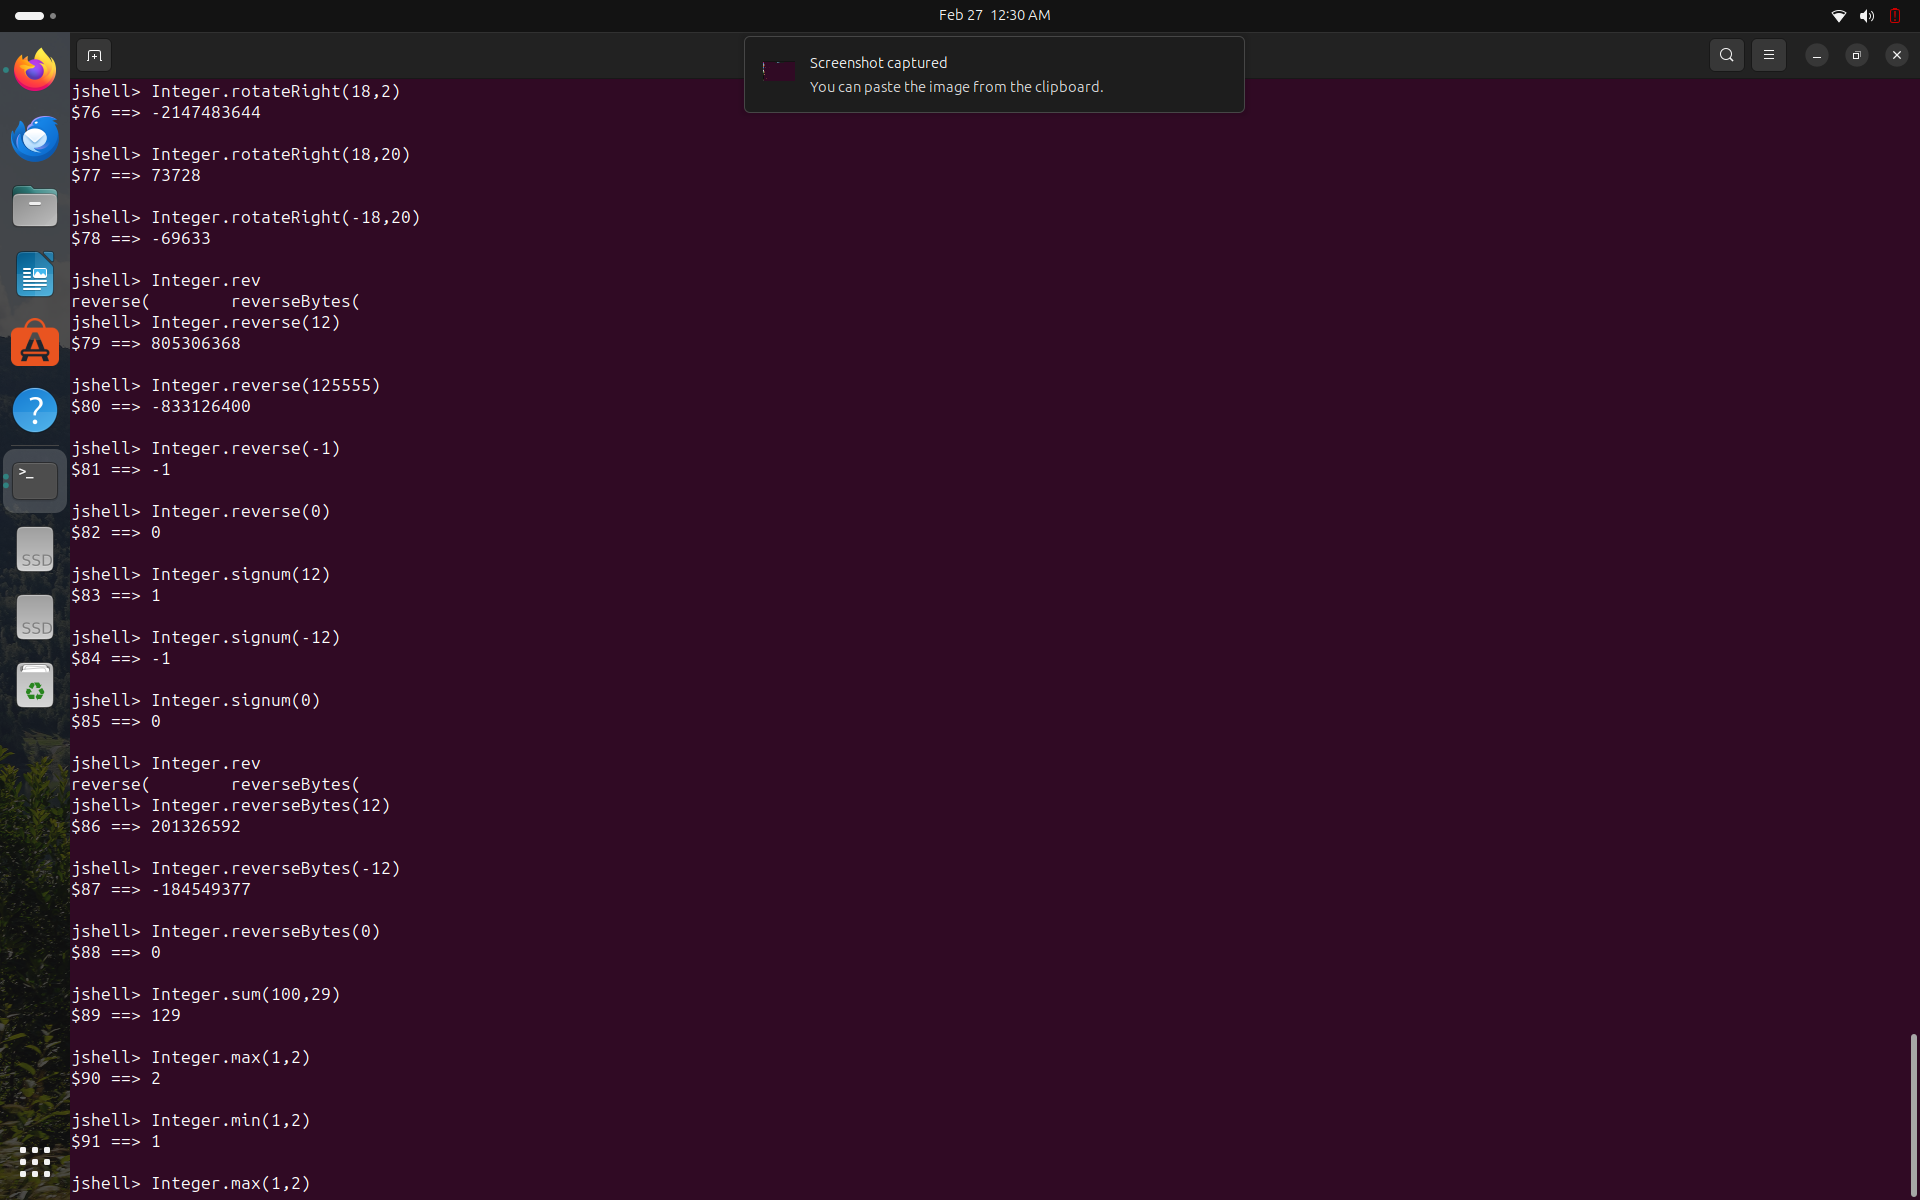 Feb 27  12:30 AM
Screenshot captured
You can paste the image from the clipboard.
jshell> Integer.rotateRight(18,2)
$76 ==> -2147483644
jshell> Integer.rotateRight(18,20)
$77 ==> 73728
jshell> Integer.rotateRight(-18,20)
$78 ==> -69633
jshell> Integer.rev
reverse(        reverseBytes(
jshell> Integer.reverse(12)
$79 ==> 805306368
jshell> Integer.reverse(125555)
$80 ==> -833126400
jshell> Integer.reverse(-1)
$81 ==> -1
jshell> Integer.reverse(0)
$82 ==> 0
jshell> Integer.signum(12)
$83 ==> 1
jshell> Integer.signum(-12)
$84 ==> -1
jshell> Integer.signum(0)
$85 ==> 0
jshell> Integer.rev
reverse(        reverseBytes(
jshell> Integer.reverseBytes(12)
$86 ==> 201326592
jshell> Integer.reverseBytes(-12)
$87 ==> -184549377
jshell> Integer.reverseBytes(0)
$88 ==> 0
jshell> Integer.sum(100,29)
$89 ==> 129
jshell> Integer.max(1,2)
$90 ==> 2
jshell> Integer.min(1,2)
$91 ==> 1
jshell> Integer.max(1,2)
?
>_
SSD
SSD